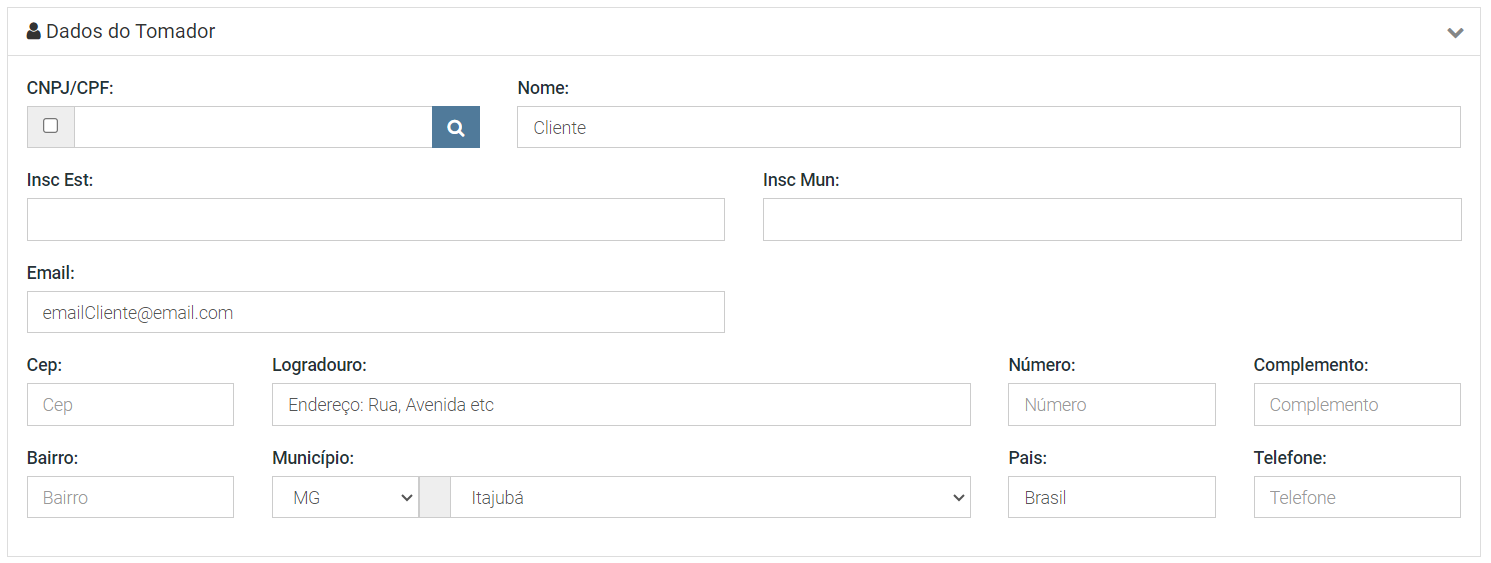 Dados do Tomador
CNPJ/CPF: Nome:
Cliente
Insc Est: Insc Mun:
Email:
emailCliente@email.com
Cep: Logradouro: Número: Complemento:
Cep Endereço: Rua, Avenida etc Número Complemento
Bairro: Município: Pais: Telefone:
Bairro MG Itajubá Brasil Telefone